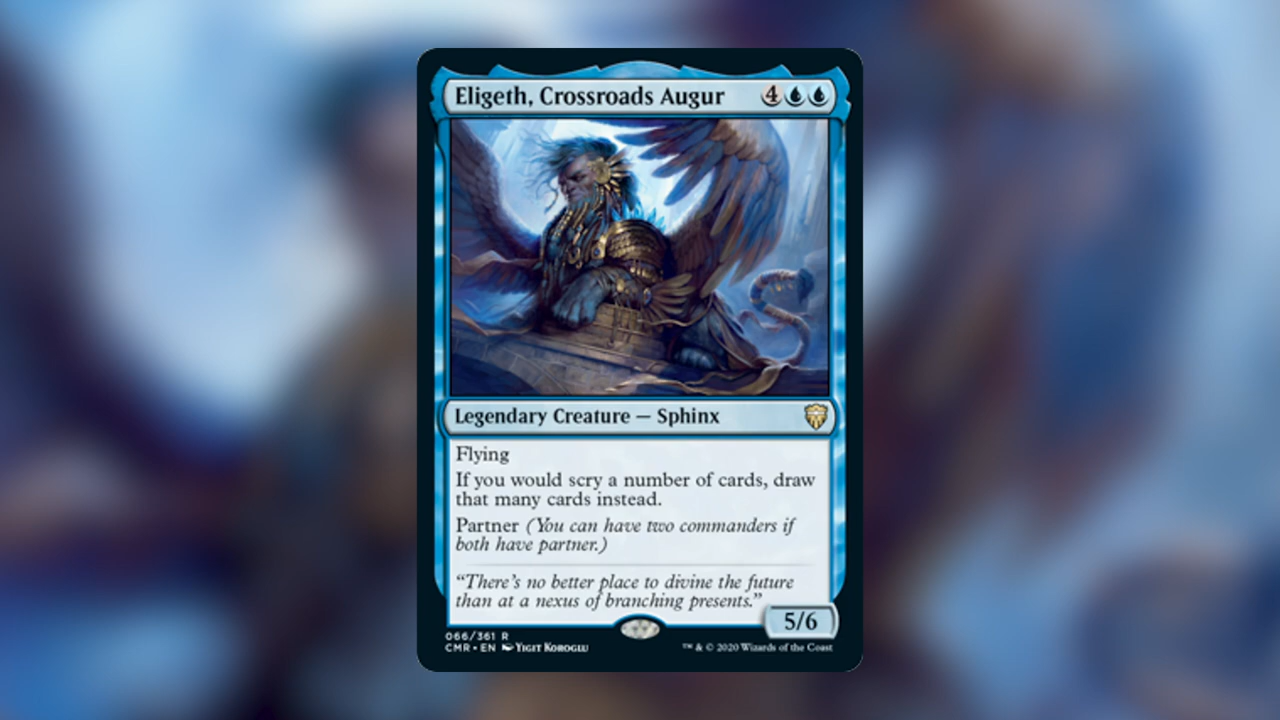 Eligeth, Crossroads Augur 4
Legendary Creature — Sphinx
Flying
If you would scry a number of cards, draw
that many cards instead.
Partner (You can have two commanders if
both have partner.)
“There’s no better place to divine the future
than at a nexus of branching presents.”
5/6
066/361 R
CMR • EN Yigit Koroglu
™ & © 2020 Wizards of the Coast